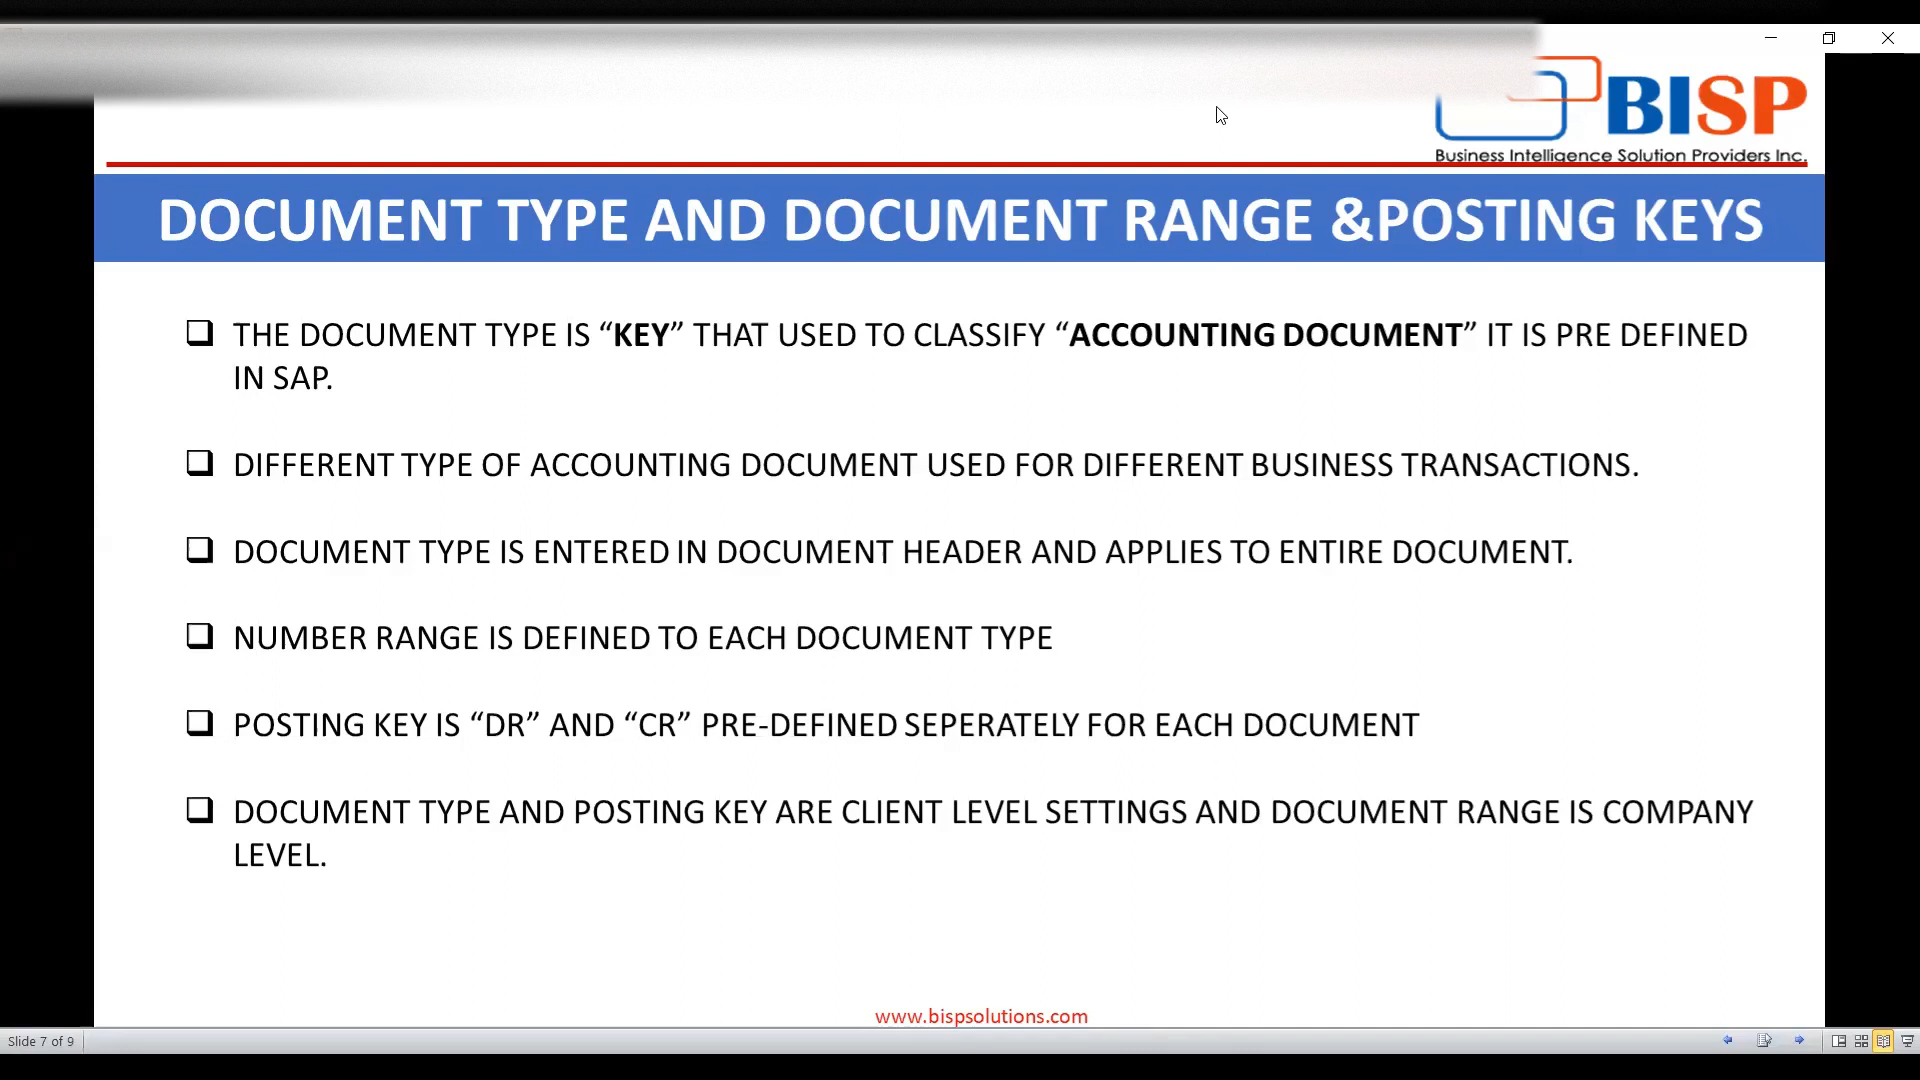 BISP
Business Intelligence Solution Providers Inc.
DOCUMENT TYPE AND DOCUMENT RANGE &POSTING KEYS
❑ THE DOCUMENT TYPE IS “KEY” THAT USED TO CLASSIFY “ACCOUNTING DOCUMENT” IT IS PRE DEFINED
IN SAP.
❑ DIFFERENT TYPE OF ACCOUNTING DOCUMENT USED FOR DIFFERENT BUSINESS TRANSACTIONS.
❑ DOCUMENT TYPE IS ENTERED IN DOCUMENT HEADER AND APPLIES TO ENTIRE DOCUMENT.
❑ NUMBER RANGE IS DEFINED TO EACH DOCUMENT TYPE
❑ POSTING KEY IS “DR” AND “CR” PRE-DEFINED SEPERATELY FOR EACH DOCUMENT
❑ DOCUMENT TYPE AND POSTING KEY ARE CLIENT LEVEL SETTINGS AND DOCUMENT RANGE IS COMPANY
LEVEL.
www.bispsolutions.com
Slide 7 of 9